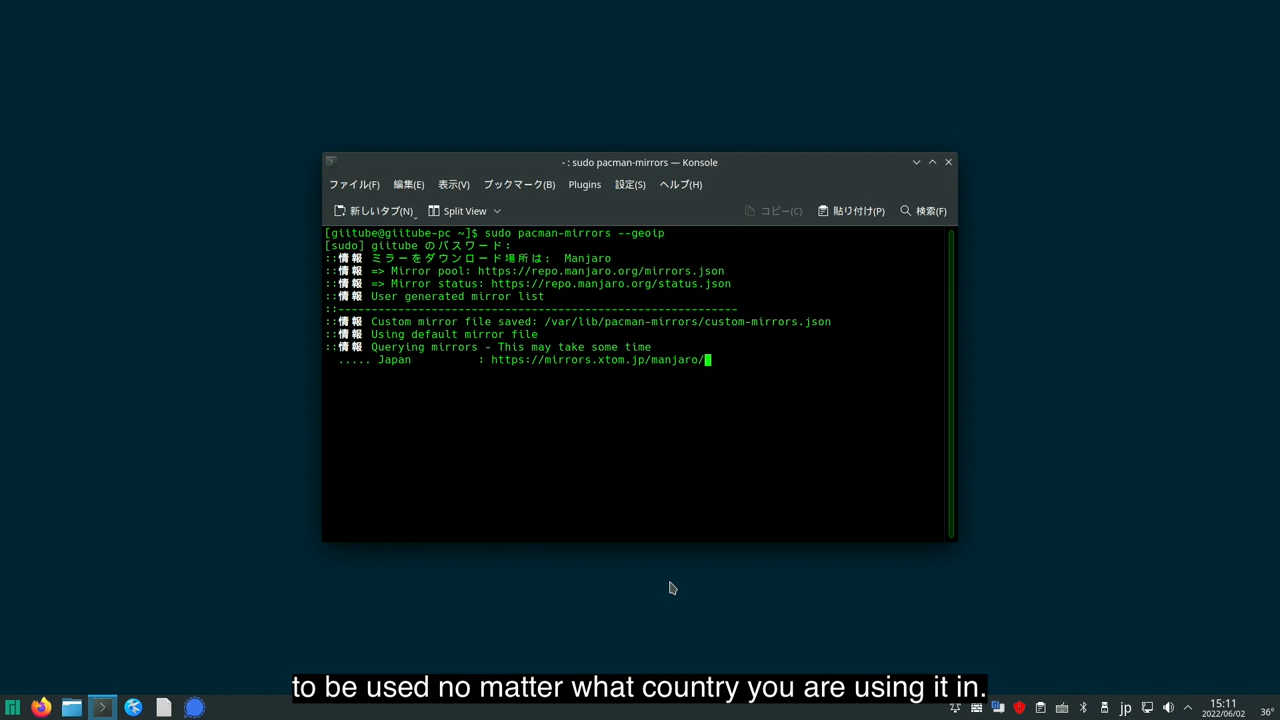 - : sudo pacman-mirrors — Konsole
ファイル(F) 編集(E) 表示(V) ブックマーク(B) Plugins 設定(S) ヘルプ(H)
新しいタブ(N) Split View コピー(C) 貼り付け(P) 検索(F)
[giitube@giitube-pc ~]$ sudo pacman-mirrors --geoip
[sudo] giitube のパスワード:
::情報 ミラーをダウンロード場所は: Manjaro
::情報 => Mirror pool: https://repo.manjaro.org/mirrors.json
::情報 => Mirror status: https://repo.manjaro.org/status.json
::情報 User generated mirror list
::------------------------------------------------------------
::情報 Custom mirror file saved: /var/lib/pacman-mirrors/custom-mirrors.json
::情報 Using default mirror file
::情報 Querying mirrors - This may take some time
..... Japan : https://mirrors.xtom.jp/manjaro/
to be used no matter what country you are using it in.
jp
15:11
2022/06/02
36°